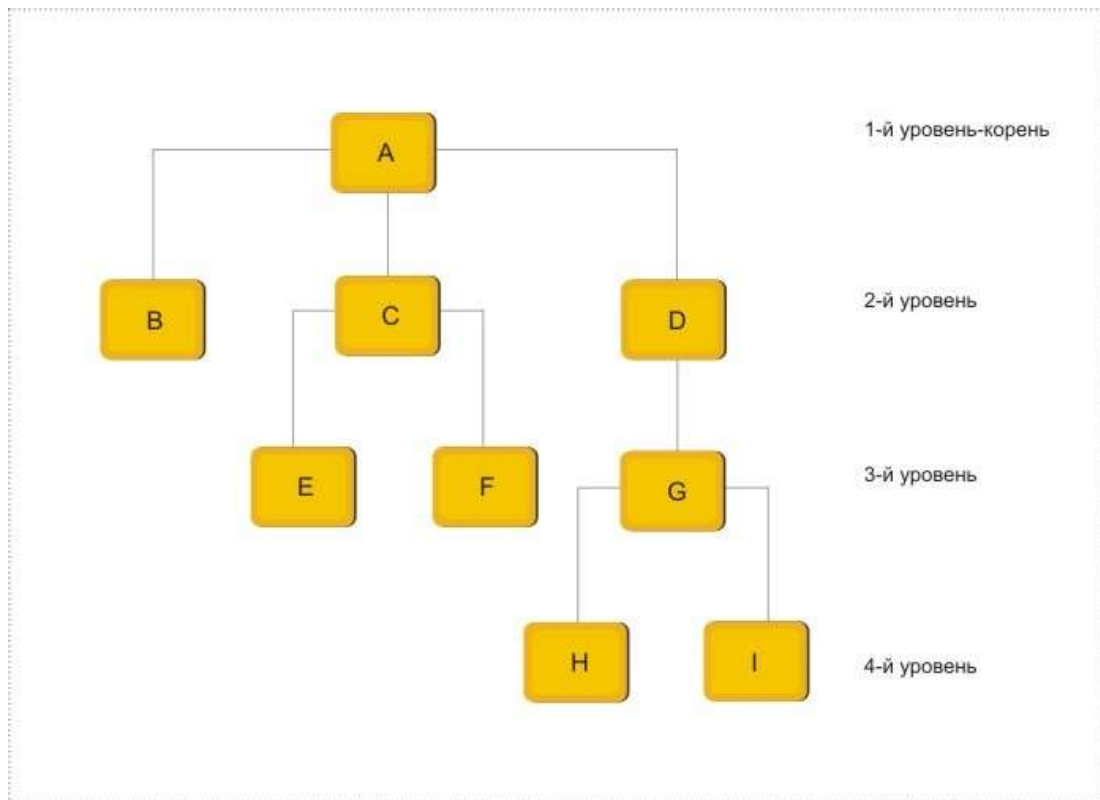 A
1-й уровень-корень
B
C
D
2-й уровень
E
F
G
3-й уровень
H
I
4-й уровень